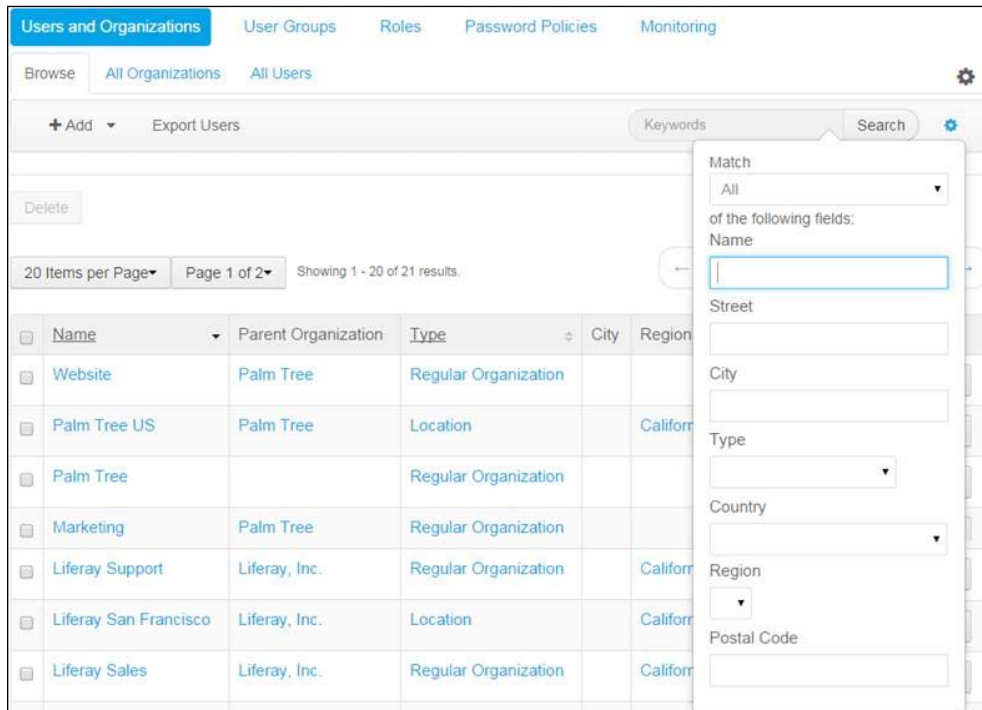 Users and Organizations User Groups Roles Password Policies Monitoring
Browse All Organizations All Users
+ Add Export Users Keywords Search
Match
All
Delete
of the following fields:
Name
20 Items per Page Page 1 of 2 Showing 1 - 20 of 21 results.
Street
Name Parent Organization Type City Region
City
Website Palm Tree Regular Organization
Palm Tree US Palm Tree Location Californ
Type
Palm Tree Regular Organization
Country
Marketing Palm Tree Regular Organization
Liferay Support Liferay, Inc. Regular Organization Californ
Region
Liferay San Francisco Liferay, Inc. Location Californ
Postal Code
Liferay Sales Liferay, Inc. Regular Organization Californ